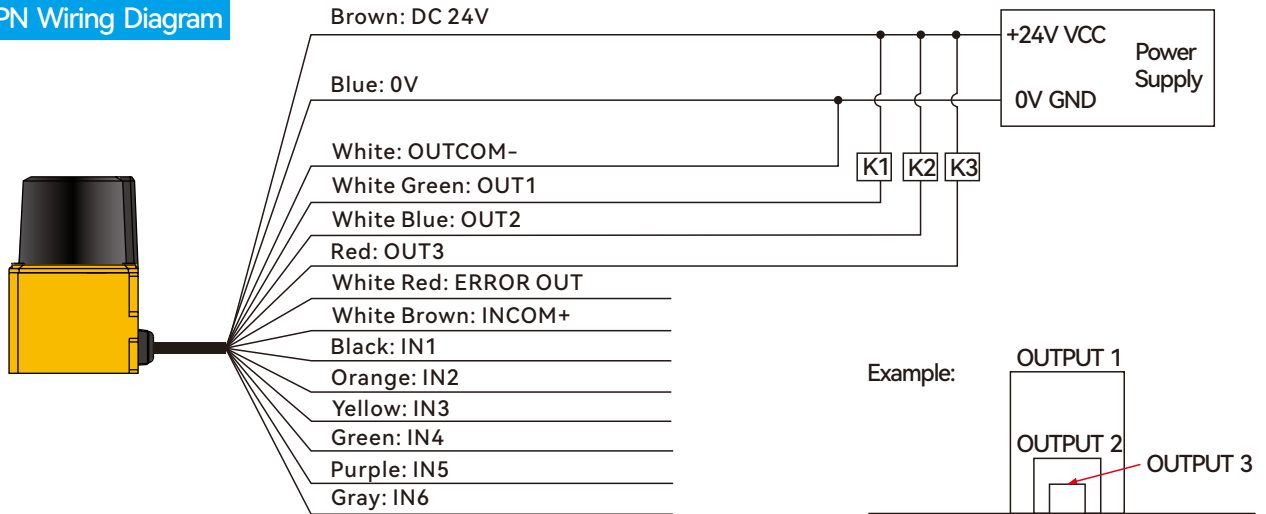 PN Wiring Diagram
Brown: DC 24V
+24V VCC
Power
Supply
Blue: 0V
0V GND
White: OUTCOM-
K1 K2 K3
White Green: OUT1
White Blue: OUT2
Red: OUT3
White Red: ERROR OUT
White Brown: INCOM+
Black: IN1
Orange: IN2
Yellow: IN3
Green: IN4
Purple: IN5
Gray: IN6
Example:
OUTPUT 1
OUTPUT 2
OUTPUT 3